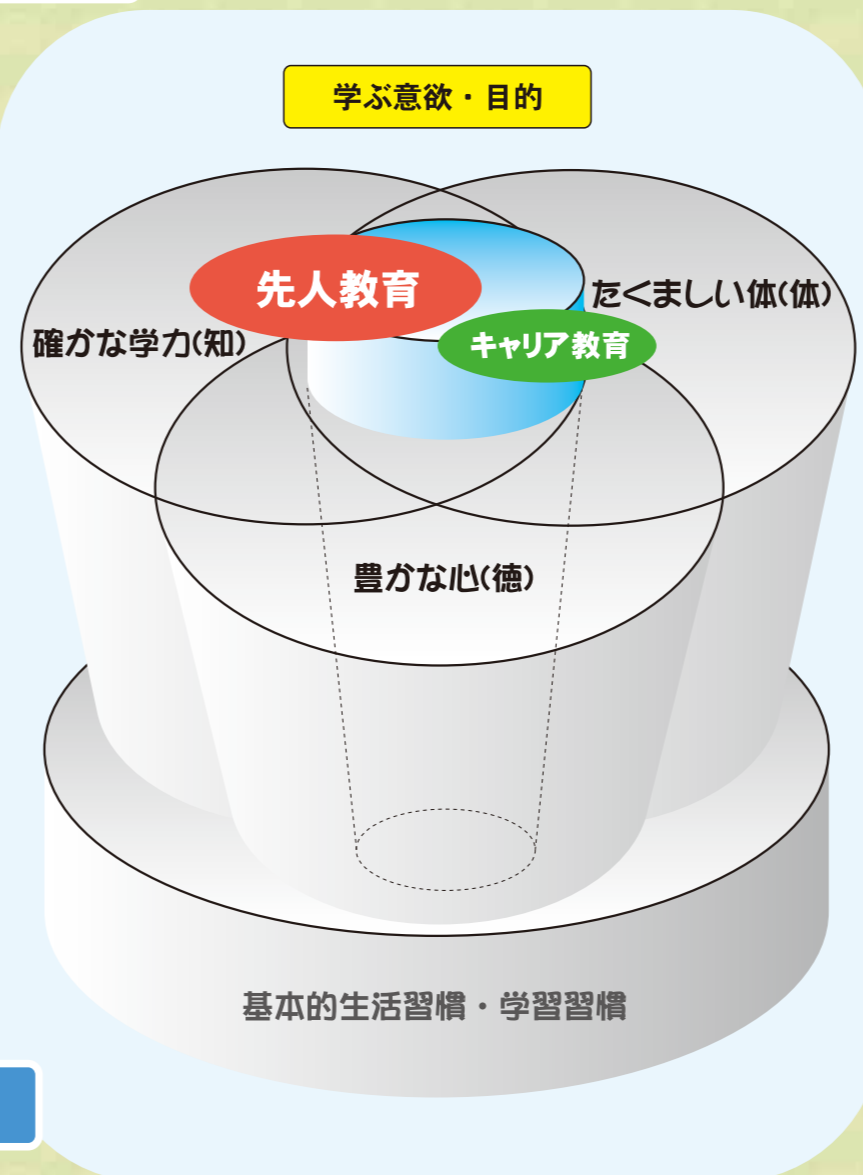 学ぶ意欲・目的
先人教育
たくましい体(体)
確かな学力(知)
キャリア教育
豊かな心(徳)
基本的生活習慣・学習習慣